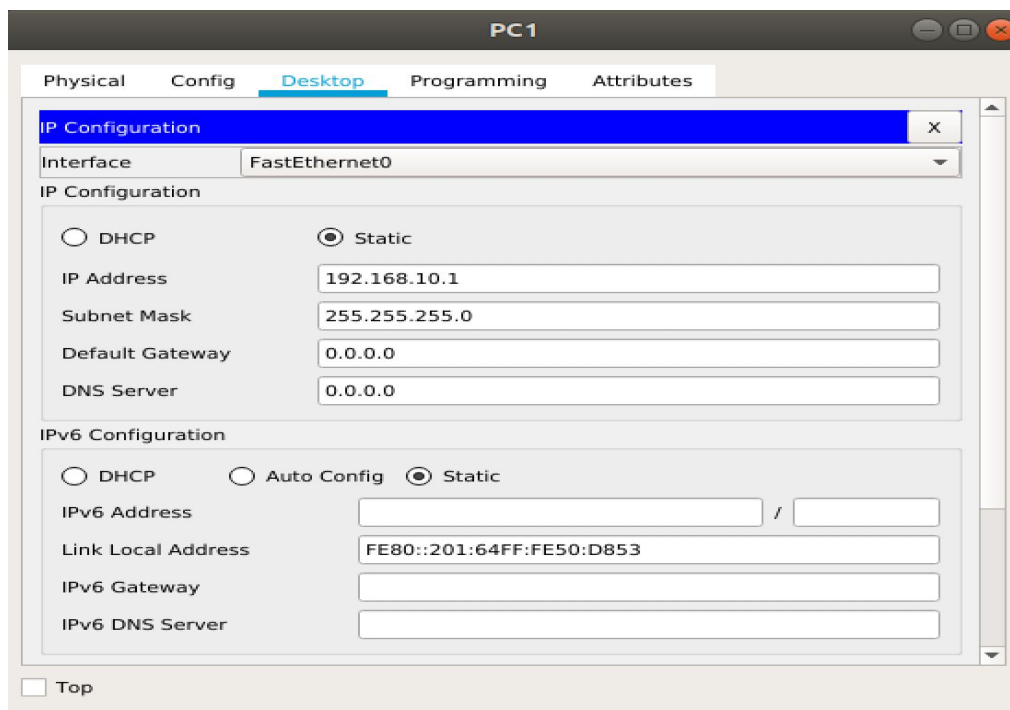 PC1
Physical Config Desktop Programming Attributes
IP Configuration X
Interface FastEthernet0
IP Configuration
DHCP Static
IP Address 192.168.10.1
Subnet Mask 255.255.255.0
Default Gateway 0.0.0.0
DNS Server 0.0.0.0
IPv6 Configuration
DHCP Auto Config Static
IPv6 Address /
Link Local Address FE80::201:64FF:FE50:D853
IPv6 Gateway
IPv6 DNS Server
Top